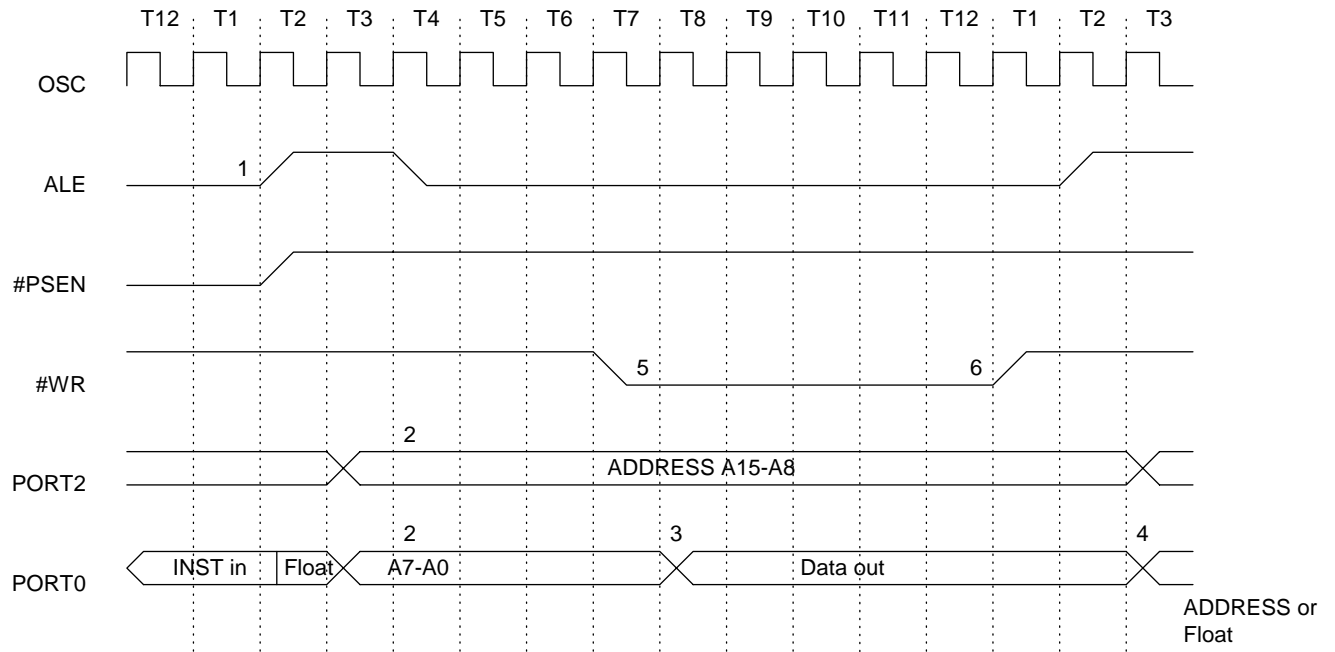 T12 T1 T2 T3 T4 T5 T6 T7 T8 T9 T10 T11 T12 T1 T2 T3
OSC
1
ALE
#PSEN
5 6
#WR
2
ADDRESS A15-A8
PORT2
2 3 4
INST in Float A7-A0 Data out
PORT0
ADDRESS or
Float